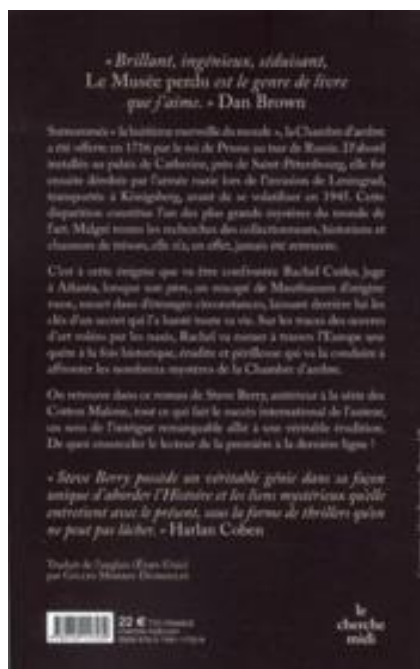 « Brillant, ingénieux, séduisant,
Le Musée perdu est le genre de livre
que j'aime. » Dan Brown
Surnommée « la huitième merveille du monde », la Chambre d'ambre
a été offerte en 1716 par le roi de Prusse au tsar de Russie. D'abord
installée au palais de Catherine, près de Saint-Pétersbourg, elle fut
ensuite dérobée par l'armée nazie lors de l'invasion de Leningrad,
transportée à Königsberg, avant de se volatiliser en 1945. Cette
disparition constitue l'un des plus grands mystères du monde de
l'art. Malgré toutes les recherches des collectionneurs, historiens et
chasseurs de trésors, elle n'a, en effet, jamais été retrouvée.
C'est à cette énigme que va être confrontée Rachel Cutler, juge
à Atlanta, lorsque son père, un rescapé de Mauthausen d'origine
russe, meurt dans d'étranges circonstances, laissant derrière lui les
clés d'un secret qui l'a hanté toute sa vie. Sur les traces des œuvres
d'art volées par les nazis, Rachel va mener à travers l'Europe une
quête à la fois historique, érudite et périlleuse qui va la conduire à
affronter les nombreux mystères de la Chambre d'ambre.
On retrouve dans ce roman de Steve Berry, antérieur à la série des
Cotton Malone, tout ce qui fait le succès international de l'auteur,
un sens de l'intrigue remarquable allié à une véritable érudition.
De quoi ensorceler le lecteur de la première à la dernière ligne !
« Steve Berry possède un véritable génie dans sa façon
unique d'aborder l'Histoire et les liens mystérieux qu'elle
entretient avec le présent, sous la forme de thrillers qu'on
ne peut pas lâcher. » Harlan Coben
Traduit de l'anglais (États-Unis)
par
22 €
le
cherche
midi